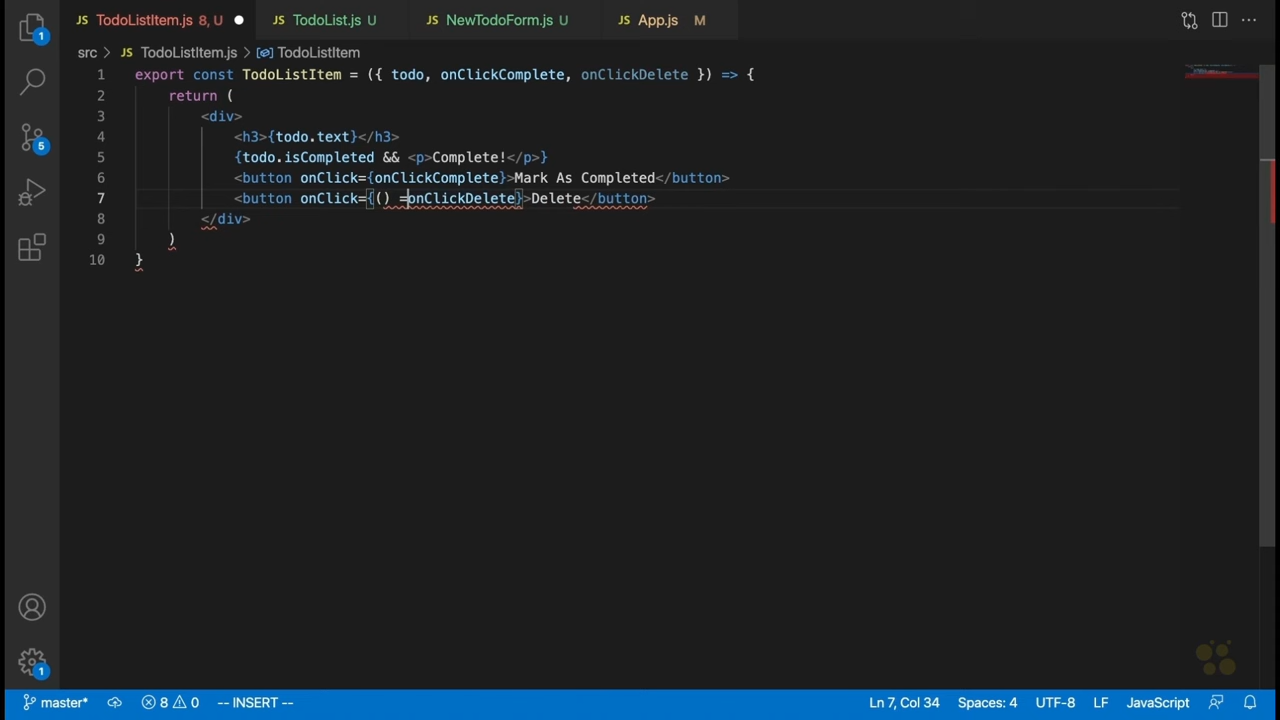 1
JS TodoListItem.js 8, U
JS TodoList.js U
JS NewTodoForm.js U
JS App.js M
src > JS TodoListItem.js > TodoListItem
1 export const TodoListItem = ({ todo, onClickComplete, onClickDelete }) => {
2 return (
3 <div>
4 <h3>{todo.text}</h3>
5 {todo.isCompleted && <p>Complete!</p>}
6 <button onClick={onClickComplete}>Mark As Completed</button>
7 <button onClick={() =onClickDelete}>Delete</button>
8 </div>
9 )
10 }
5
1
master* 8 0 -- INSERT -- Ln 7, Col 34 Spaces: 4 UTF-8 LF JavaScript